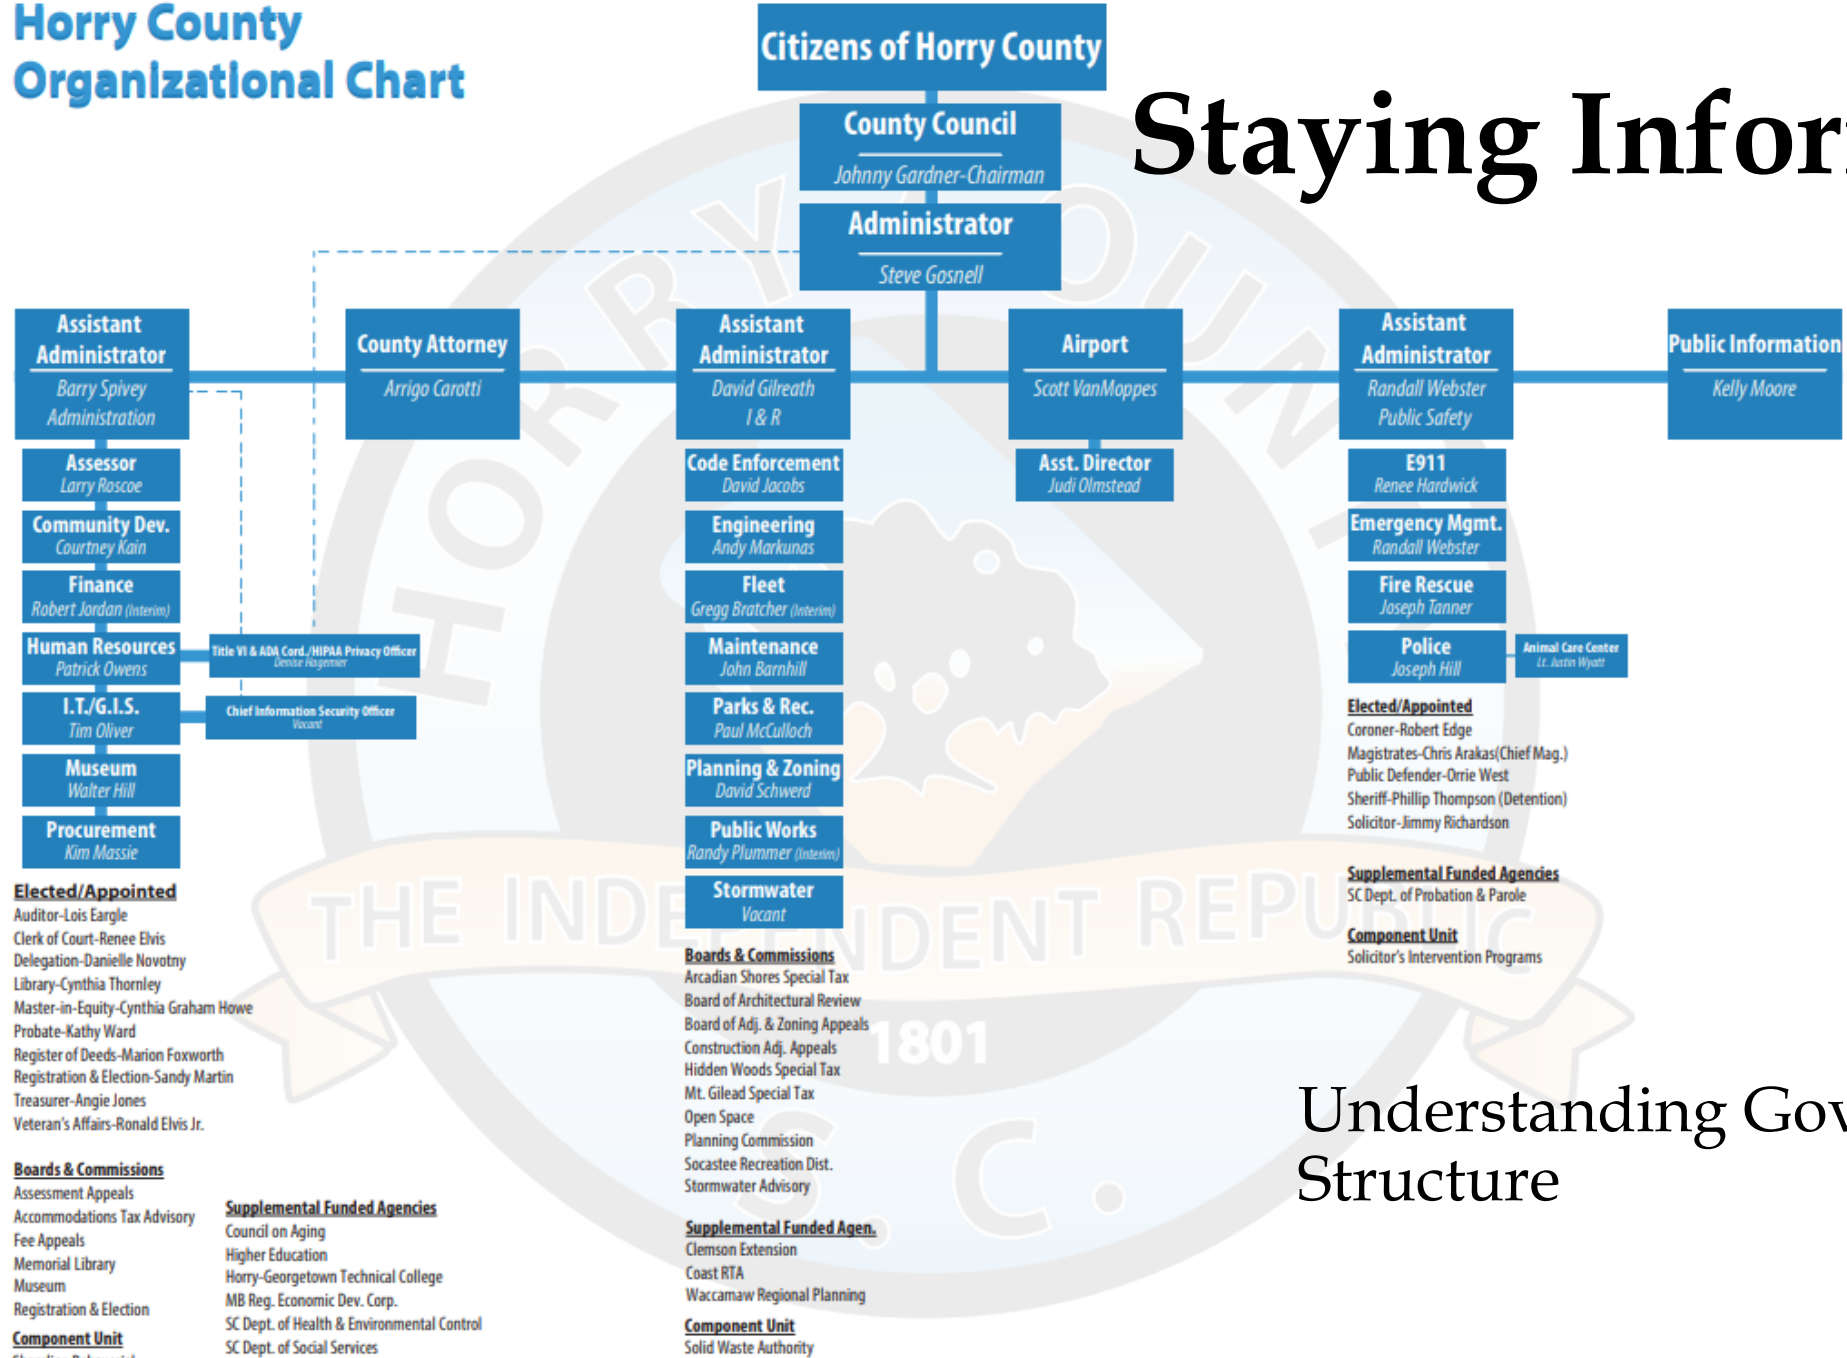 Horry County
Organizational Chart
Citizens of Horry County
County Council
Johnny Gardner-Chairman
Staying Infor
Administrator
Steve Gosnell
Assistant
Administrator
Barry Spivey
Administration
County Attorney
Arrigo Carotti
Assistant
Administrator
David Gilreath
I & R
Airport
Scott VanMoppes
Assistant
Administrator
Randall Webster
Public Safety
Public Information
Kelly Moore
Assessor
Larry Roscoe
Community Dev.
Courtney Kain
Finance
Robert Jordan (Interim)
Human Resources
Patrick Owens
Title VI & ADA Cord./HIPAA Privacy Officer
Denise Hagemier
I.T./G.I.S.
Tim Oliver
Chief Information Security Officer
Vacant
Museum
Walter Hill
Procurement
Kim Massie
Elected/Appointed
Auditor-Lois Eargle
Clerk of Court-Renee Elvis
Delegation-Danielle Novotny
Library-Cynthia Thornley
Master-in-Equity-Cynthia Graham Howe
Probate-Kathy Ward
Register of Deeds-Marion Foxworth
Registration & Election-Sandy Martin
Treasurer-Angie Jones
Veteran's Affairs-Ronald Elvis Jr.
Boards & Commissions
Assessment Appeals
Accommodations Tax Advisory
Fee Appeals
Memorial Library
Museum
Registration & Election
Component Unit
Supplemental Funded Agencies
Council on Aging
Higher Education
Horry-Georgetown Technical College
MB Reg. Economic Dev. Corp.
SC Dept. of Health & Environmental Control
SC Dept. of Social Services
Code Enforcement
David Jacobs
Engineering
Andy Markunas
Fleet
Gregg Bratcher (Interim)
Maintenance
John Barnhill
Parks & Rec.
Paul McCulloch
Planning & Zoning
David Schwerd
Public Works
Randy Plummer (Interim)
Stormwater
Vacant
Boards & Commissions
Arcadian Shores Special Tax
Board of Architectural Review
Board of Adj. & Zoning Appeals
Construction Adj. Appeals
Hidden Woods Special Tax
Mt. Gilead Special Tax
Open Space
Planning Commission
Socastee Recreation Dist.
Stormwater Advisory
Supplemental Funded Agen.
Clemson Extension
Coast RTA
Waccamaw Regional Planning
Component Unit
Solid Waste Authority
Asst. Director
Judi Olmstead
E911
Renee Hardwick
Emergency Mgmt.
Randall Webster
Fire Rescue
Joseph Tanner
Police
Joseph Hill
Animal Care Center
Lt. Justin Wyatt
Elected/Appointed
Coroner-Robert Edge
Magistrates-Chris Arakas(Chief Mag.)
Public Defender-Orrie West
Sheriff-Phillip Thompson (Detention)
Solicitor-Jimmy Richardson
Supplemental Funded Agencies
SC Dept. of Probation & Parole
Component Unit
Solicitor's Intervention Programs
Understanding Gov
Structure
HORRY COUNTY
THE INDEPENDENT REPUBLIC
1801
S. C.